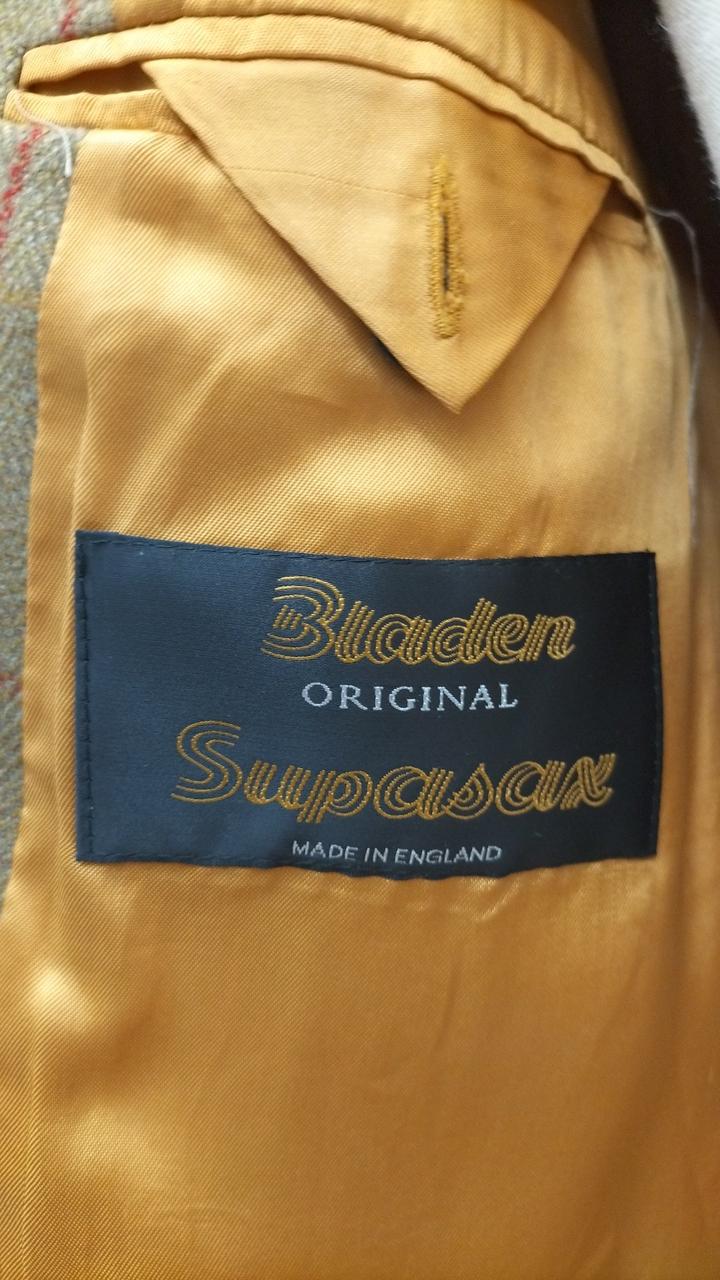 Bladen
ORIGINAL
Supasax
MADE IN ENGLAND